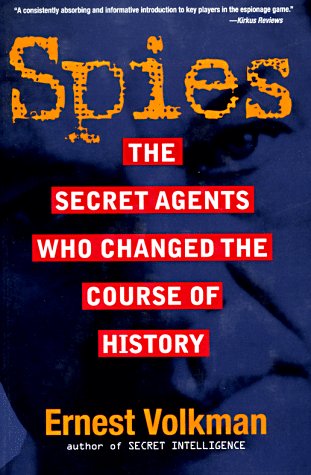 "A consistently absorbing and informative introduction to key players in the espionage game."
—Kirkus Reviews
Spies
THE
SECRET AGENTS
WHO CHANGED THE
COURSE OF
HISTORY
Ernest Volkman
author of SECRET INTELLIGENCE